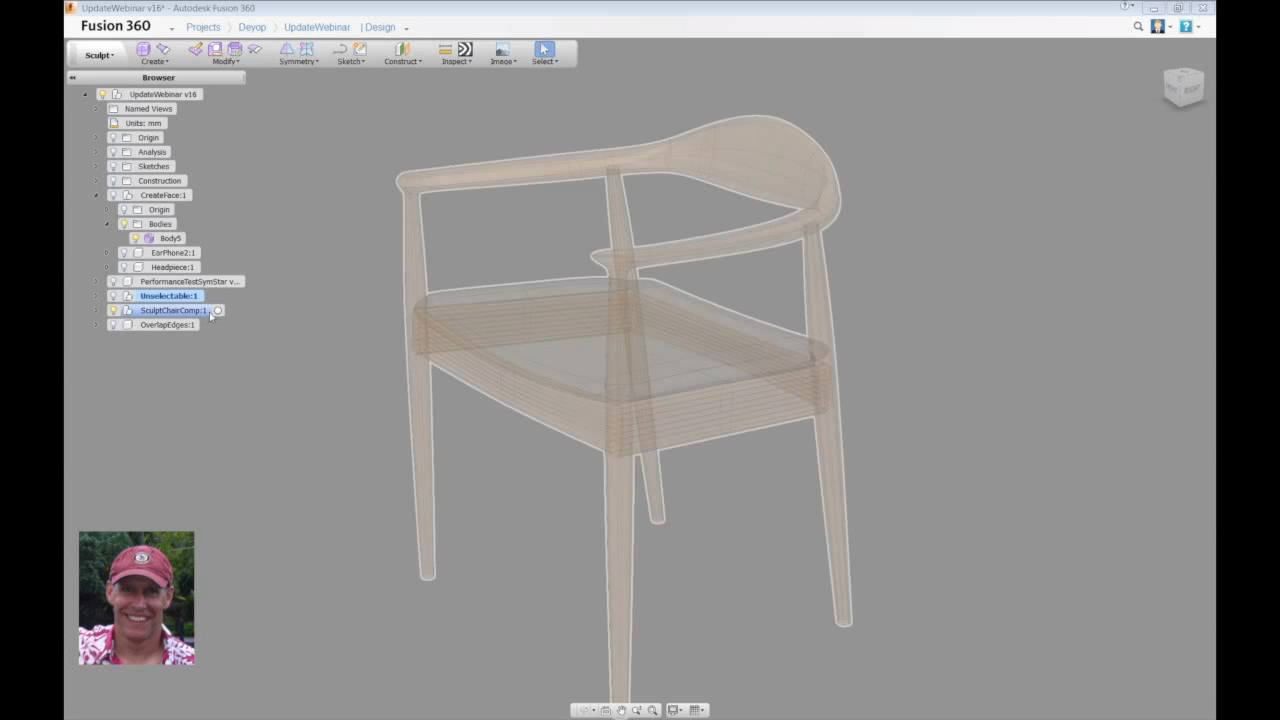 UpdateWebinar v16* - Autodesk Fusion 360
Fusion 360 Projects Deyop UpdateWebinar | Design
Sculpt Create Modify Symmetry Sketch Construct Inspect Image Select
Browser
UpdateWebinar v16
Named Views
Units: mm
Origin
Analysis
Sketches
Construction
CreateFace:1
Origin
Bodies
Body5
EarPhone2:1
Headpiece:1
PerformanceTestSymStar v...
Unselectable:1
SculptChairComp:1
OverlapEdges:1
RIGHT